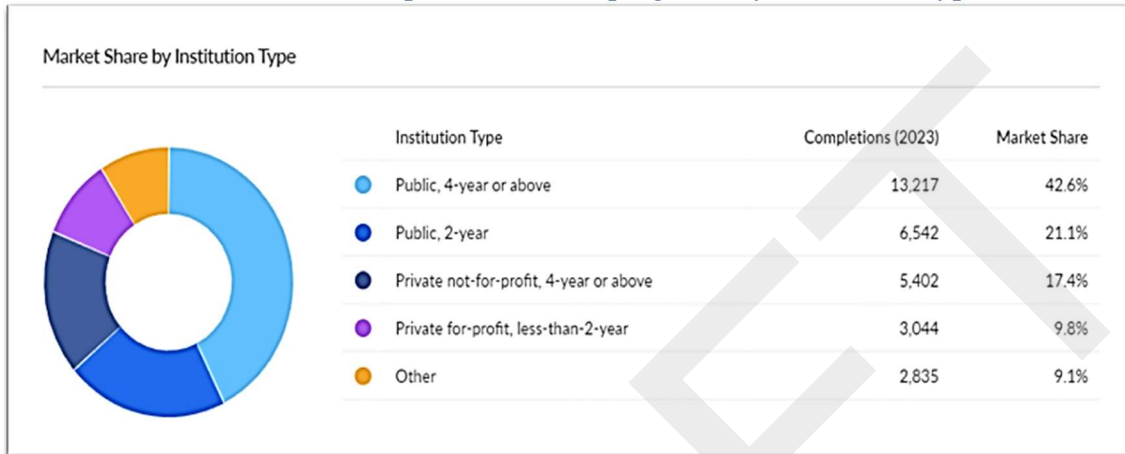 Market Share by Institution Type
Institution Type Completions (2023) Market Share
Public, 4-year or above 13,217 42.6%
Public, 2-year 6,542 21.1%
Private not-for-profit, 4-year or above 5,402 17.4%
Private for-profit, less-than-2-year 3,044 9.8%
Other 2,835 9.1%